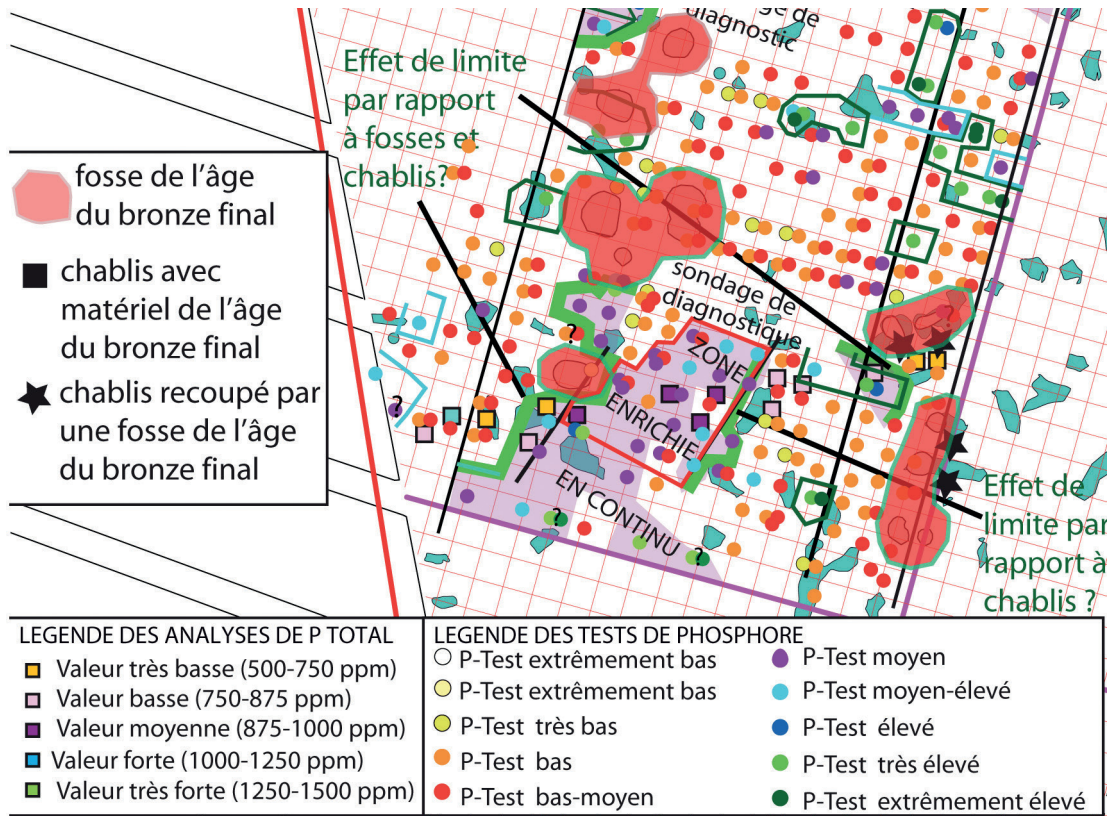 ge de
diagnostic
Effet de limite
par rapport
à fosses et
chablis?
fosse de l'âge
du bronze final
chablis avec
matériel de l'âge
du bronze final
chablis recoupé par
une fosse de l'âge
du bronze final
sondage de
diagnostique
ZONE
ENRICHIE
EN CONTINU
?
?
?
?
?
Effet de
limite par
rapport à
chablis ?
LEGENDE DES ANALYSES DE P TOTAL
Valeur très basse (500-750 ppm)
Valeur basse (750-875 ppm)
Valeur moyenne (875-1000 ppm)
Valeur forte (1000-1250 ppm)
Valeur très forte (1250-1500 ppm)
LEGENDE DES TESTS DE PHOSPHORE
P-Test extrêmement bas
P-Test extrêmement bas
P-Test très bas
P-Test bas
P-Test bas-moyen
P-Test moyen
P-Test moyen-élevé
P-Test élevé
P-Test très élevé
P-Test extrêmement élevé